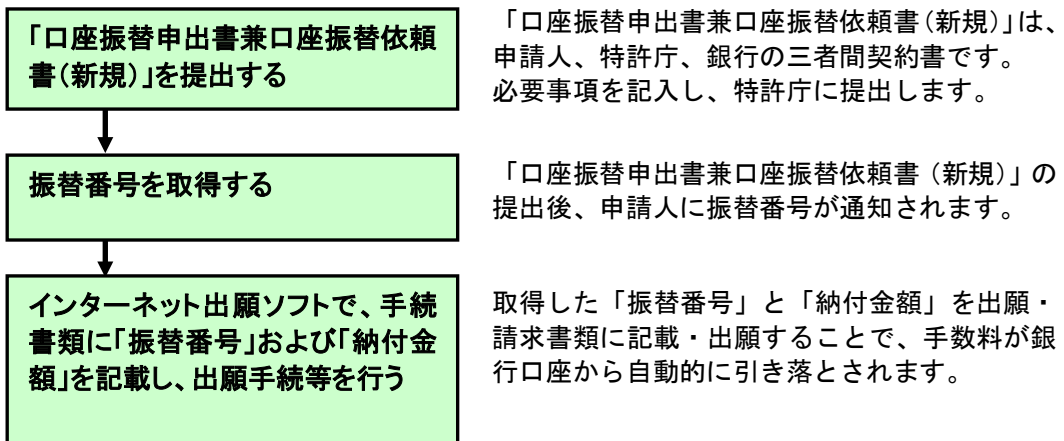 「口座振替申出書兼口座振替依頼
書(新規)」を提出する
「口座振替申出書兼口座振替依頼書(新規)」は、
申請人、特許庁、銀行の三者間契約書です。
必要事項を記入し、特許庁に提出します。
振替番号を取得する
「口座振替申出書兼口座振替依頼書(新規)」の
提出後、申請人に振替番号が通知されます。
インターネット出願ソフトで、手続
書類に「振替番号」および「納付金
額」を記載し、出願手続等を行う
取得した「振替番号」と「納付金額」を出願・
請求書類に記載・出願することで、手数料が銀
行口座から自動的に引き落とされます。